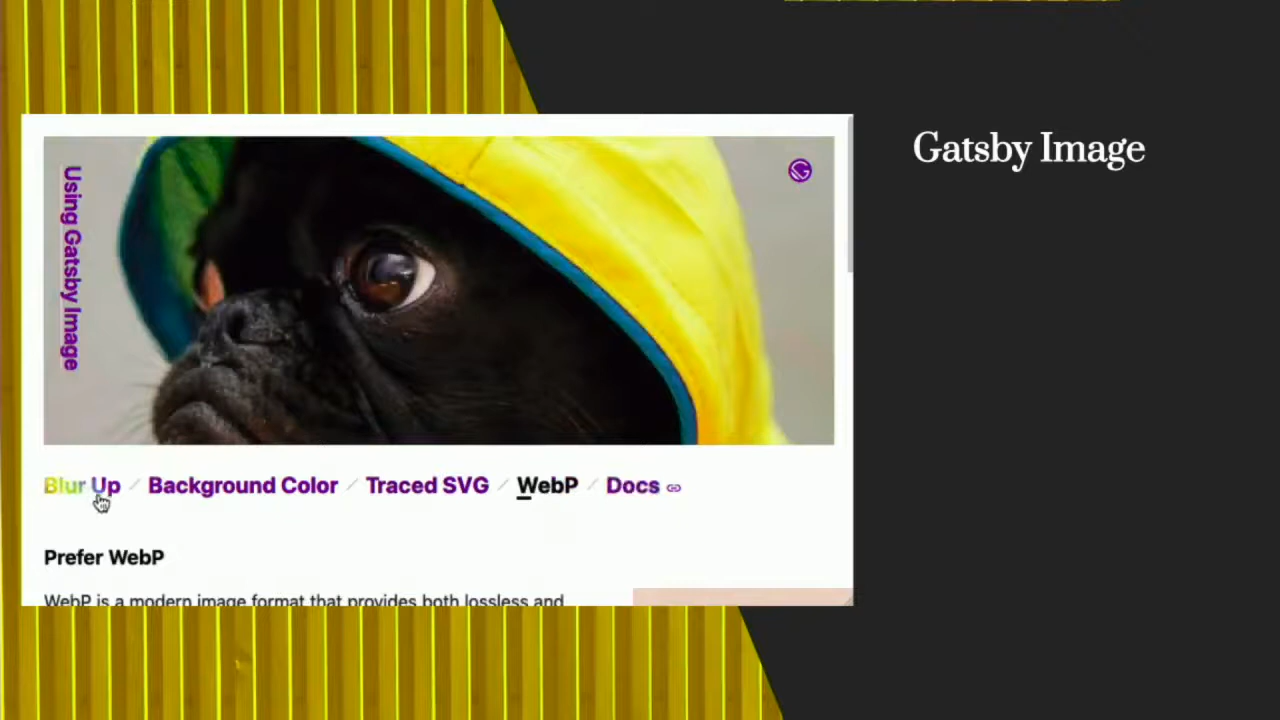 Gatsby Image
Using Gatsby Image
Blur Up / Background Color / Traced SVG / WebP / Docs
Prefer WebP
WebP is a modern image format that provides both lossless and